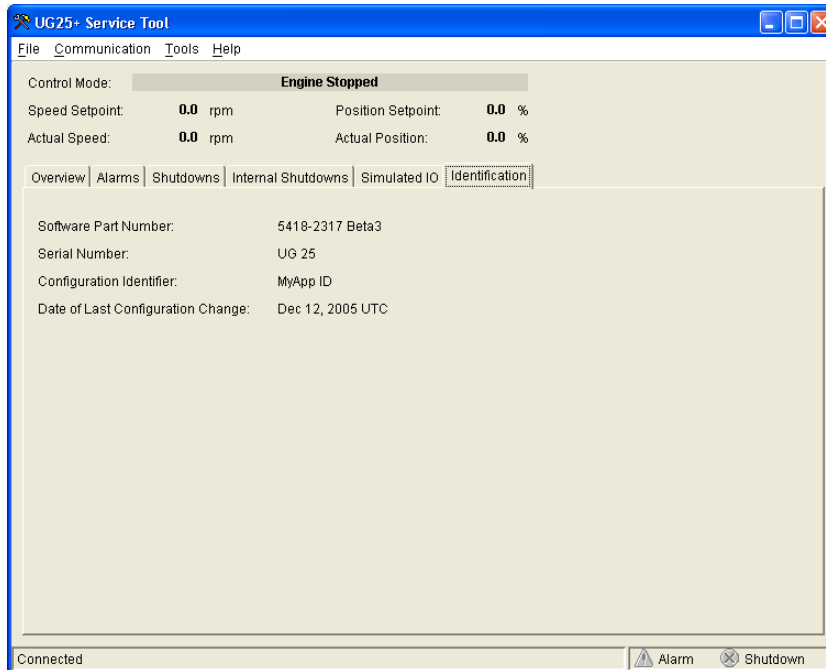 UG25+ Service Tool
File Communication Tools Help
Control Mode: Engine Stopped
Speed Setpoint: 0.0 rpm Position Setpoint: 0.0 %
Actual Speed: 0.0 rpm Actual Position: 0.0 %
Overview Alarms Shutdowns Internal Shutdowns Simulated IO Identification
Software Part Number: 5418-2317 Beta3
Serial Number: UG 25
Configuration Identifier: MyApp ID
Date of Last Configuration Change: Dec 12, 2005 UTC
Connected Alarm Shutdown